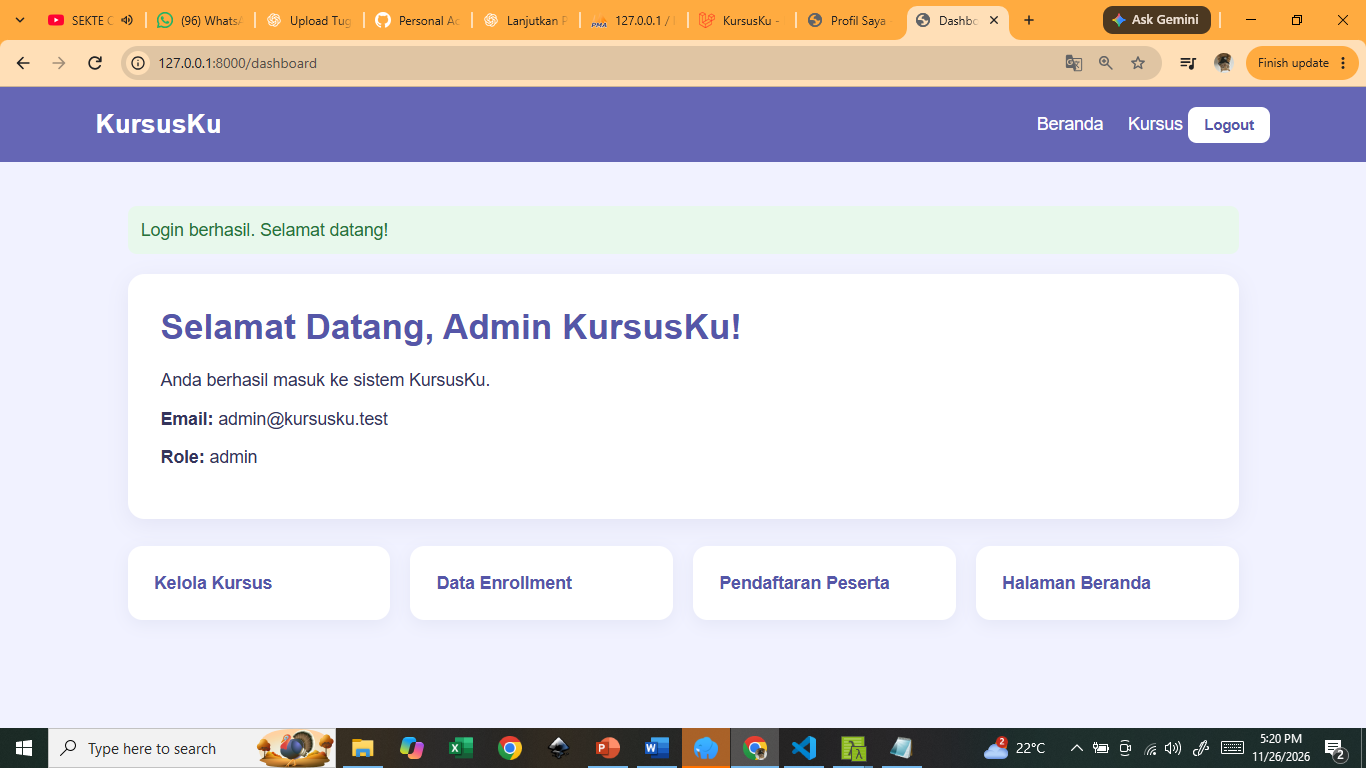 SEKTE C
(96) WhatsA
Upload Tug
Personal Ac
Lanjutkan P
PMA 127.0.0.1 /
KursusKu -
Profil Saya
Dashbo
Ask Gemini
127.0.0.1:8000/dashboard
Finish update
KursusKu
Beranda
Kursus
Logout
Login berhasil. Selamat datang!
Selamat Datang, Admin KursusKu!
Anda berhasil masuk ke sistem KursusKu.
Email: admin@kursusku.test
Role: admin
Kelola Kursus
Data Enrollment
Pendaftaran Peserta
Halaman Beranda
Type here to search
2
22°C
5:20 PM
11/26/2026
2